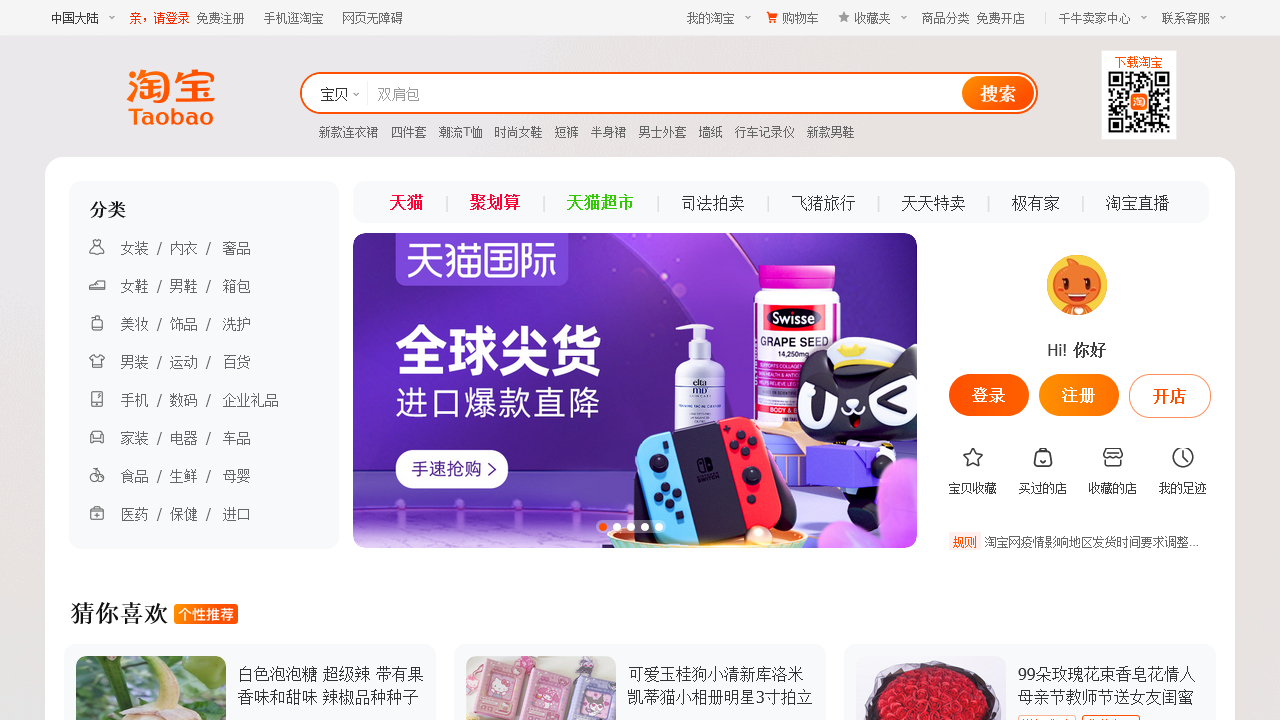 中国大陆 亲，请登录 免费注册 手机逛淘宝 网页无障碍 我的淘宝 购物车 收藏夹 商品分类 免费开店 千牛卖家中心 联系客服
淘宝
Taobao
宝贝 双肩包 搜索
新款连衣裙 四件套 潮流T恤 时尚女鞋 短裤 半身裙 男士外套 墙纸 行车记录仪 新款男鞋
下载淘宝
淘
分类
女装 / 内衣 / 奢品
女鞋 / 男鞋 / 箱包
美妆 / 饰品 / 洗护
男装 / 运动 / 百货
手机 / 数码 / 企业礼品
家装 / 电器 / 车品
食品 / 生鲜 / 母婴
医药 / 保健 / 进口
天猫 聚划算 天猫超市 司法拍卖 飞猪旅行 天天特卖 极有家 淘宝直播
天猫国际
全球尖货
进口爆款直降
手速抢购 >
Swisse
GRAPE SEED
14,250mg
BODY &
elta
MD
SWITCH
Hi! 你好
登录 注册 开店
宝贝收藏 买过的店 收藏的店 我的足迹
规则 淘宝网疫情影响地区发货时间要求调整...
猜你喜欢 个性推荐
白色泡泡糖 超级辣 带有果
香味和甜味 辣椒品种种子
可爱玉桂狗小清新库洛米
凯蒂猫小相册明星3寸拍立
99朵玫瑰花束香皂花情人
母亲节教师节送女友闺蜜